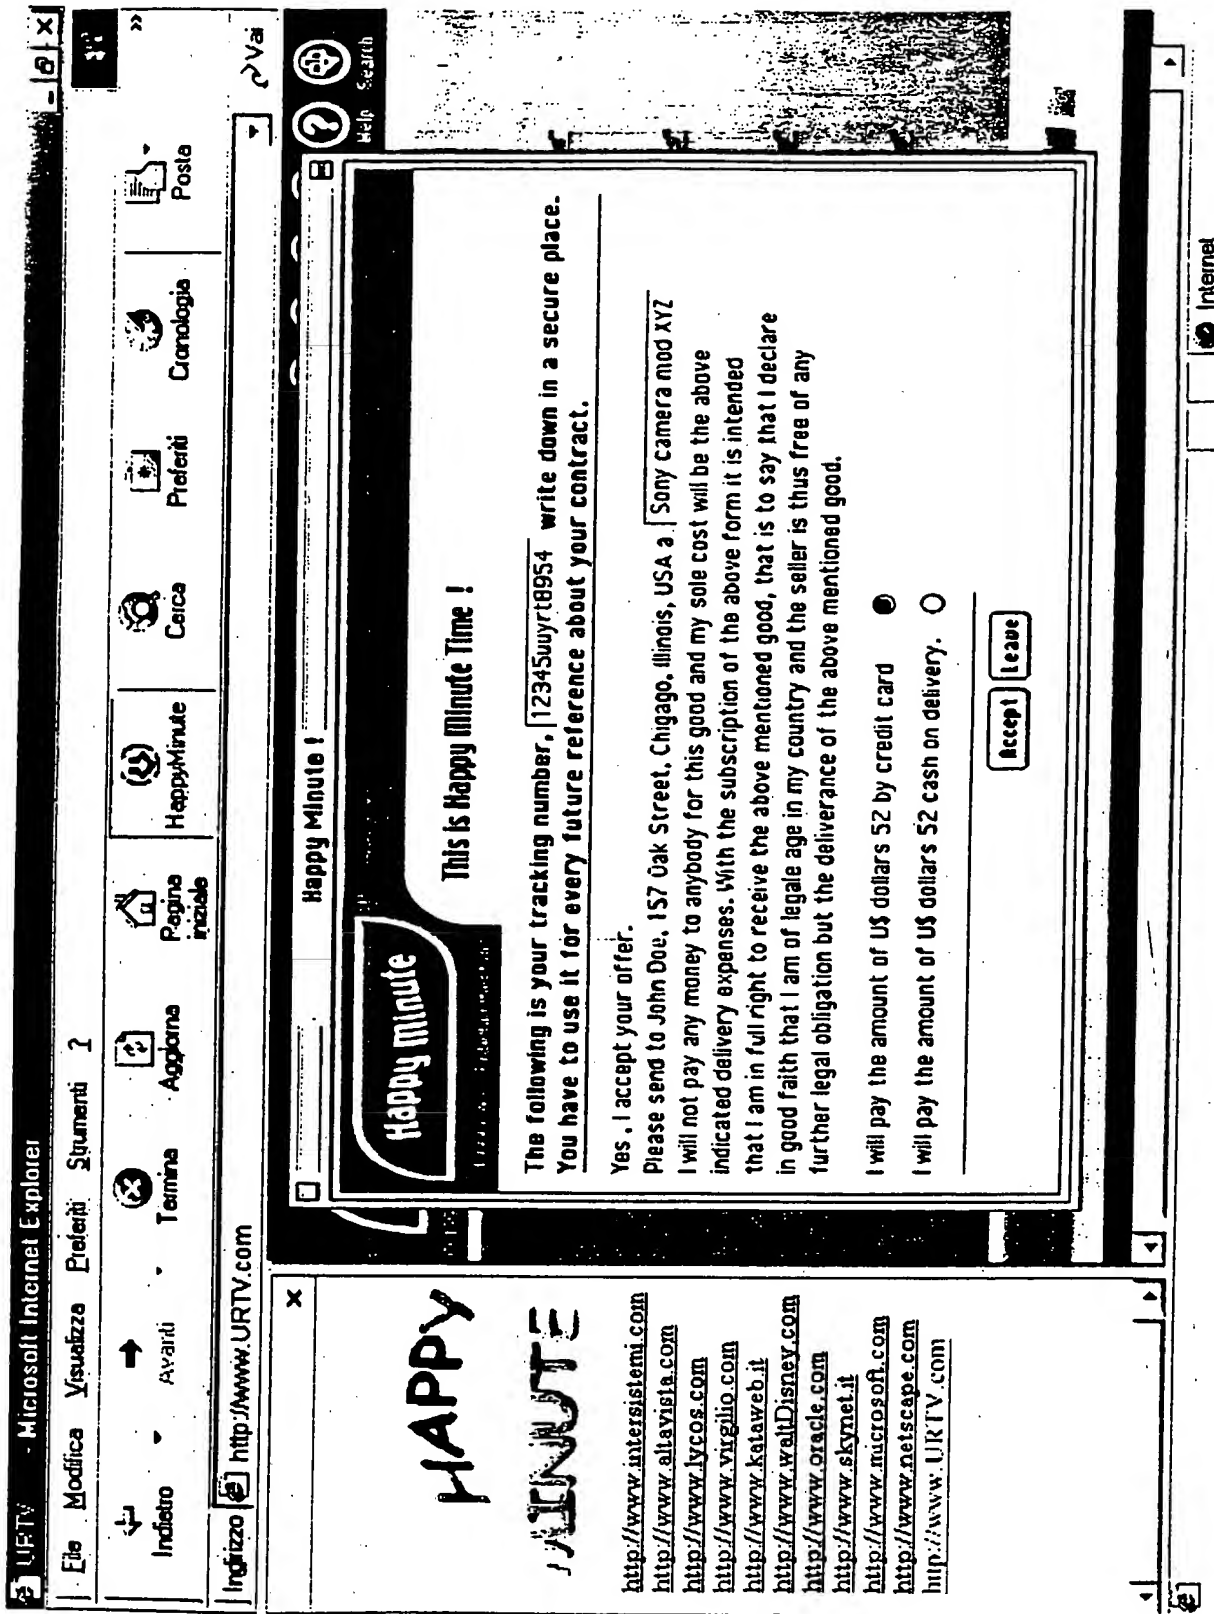 URTV - Microsoft Internet Explorer
File Modifica Visualizza Preferiti Strumenti ?
Indietro Avanti Termina Aggiorna Pagina iniziale HappyMinute Cerca Preferiti Cronologia Posta
Indirizzo http://www.URTV.com Vai
HAPPY
MINUTE
http://www.intersistemi.com
http://www.altavista.com
http://www.lycos.com
http://www.virgilio.com
http://www.kataweb.it
http://www.waltDisney.com
http://www.oracle.com
http://www.skynet.it
http://www.microsoft.com
http://www.netscape.com
http://www.URTV.com
Help Search
Happy Minute !
Happy minute
This is Happy Minute Time !
The following is your tracking number, 12345uuyrt8954 write down in a secure place.
You have to use it for every future reference about your contract.
Yes , I accept your offer.
Please send to John Doe, 157 Oak Street, Chigago, Illinois, USA a Sony camera mod XYZ
I will not pay any money to anybody for this good and my sole cost will be the above
indicated delivery expenses. With the subscription of the above form it is intended
that I am in full right to receive the above mentioned good, that is to say that I declare
in good faith that I am of legale age in my country and the seller is thus free of any
further legal obligation but the deliverance of the above mentioned good.
I will pay the amount of U$ dollars 52 by credit card
I will pay the amount of U$ dollars 52 cash on delivery.
Accept Leave
Internet